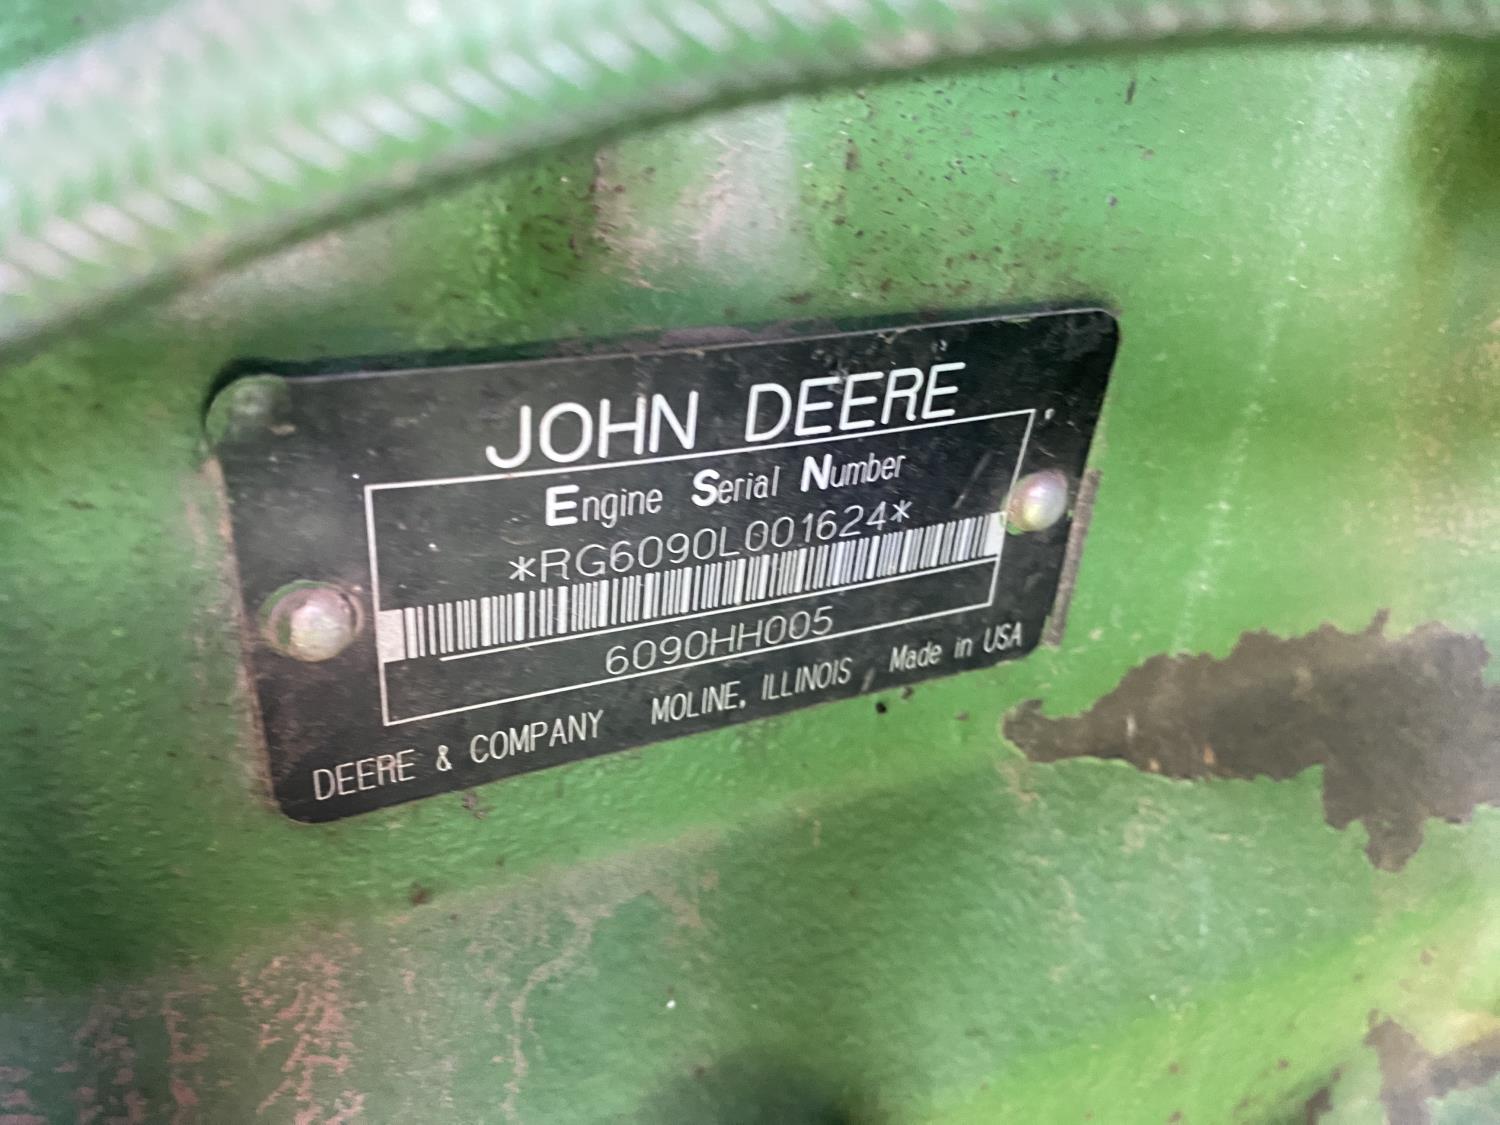 JOHN DEERE
Engine Serial Number
*RG6090L001624*
6090HH005
DEERE & COMPANY MOLINE, ILLINOIS Made in USA